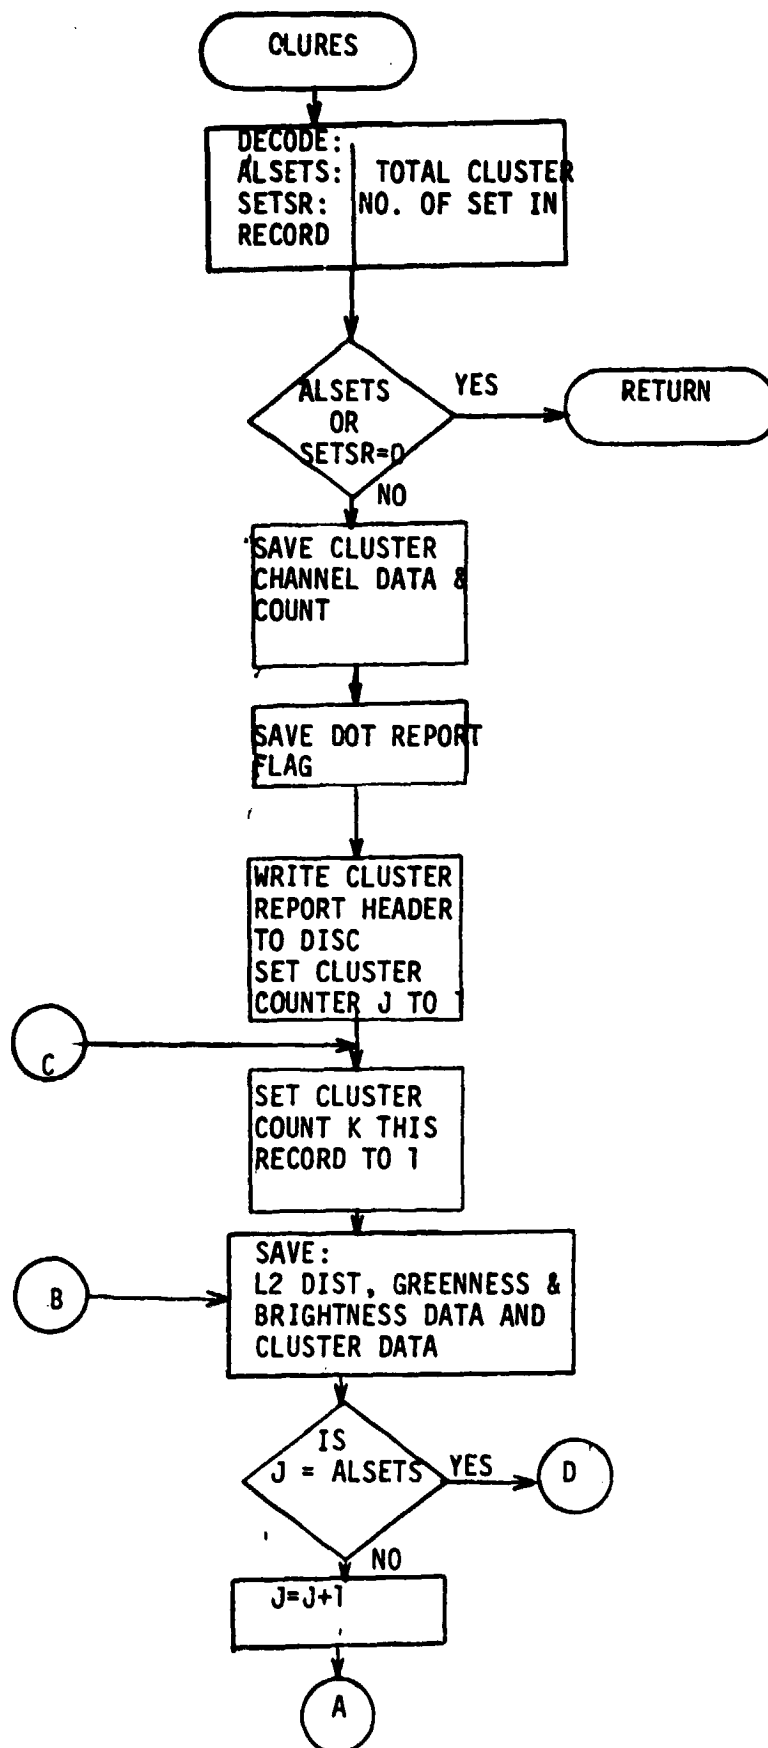 OLURES
DECODE:
ALSETS: TOTAL CLUSTER
SETSR: NO. OF SET IN
RECORD
ALSETS
OR
SETSR=0
YES
RETURN
NO
SAVE CLUSTER
CHANNEL DATA &
COUNT
SAVE DOT REPORT
FLAG
WRITE CLUSTER
REPORT HEADER
TO DISC
SET CLUSTER
COUNTER J TO 1
C
SET CLUSTER
COUNT K THIS
RECORD TO 1
B
SAVE:
L2 DIST, GREENNESS &
BRIGHTNESS DATA AND
CLUSTER DATA
IS
J = ALSETS
YES
D
NO
J=J+1
A